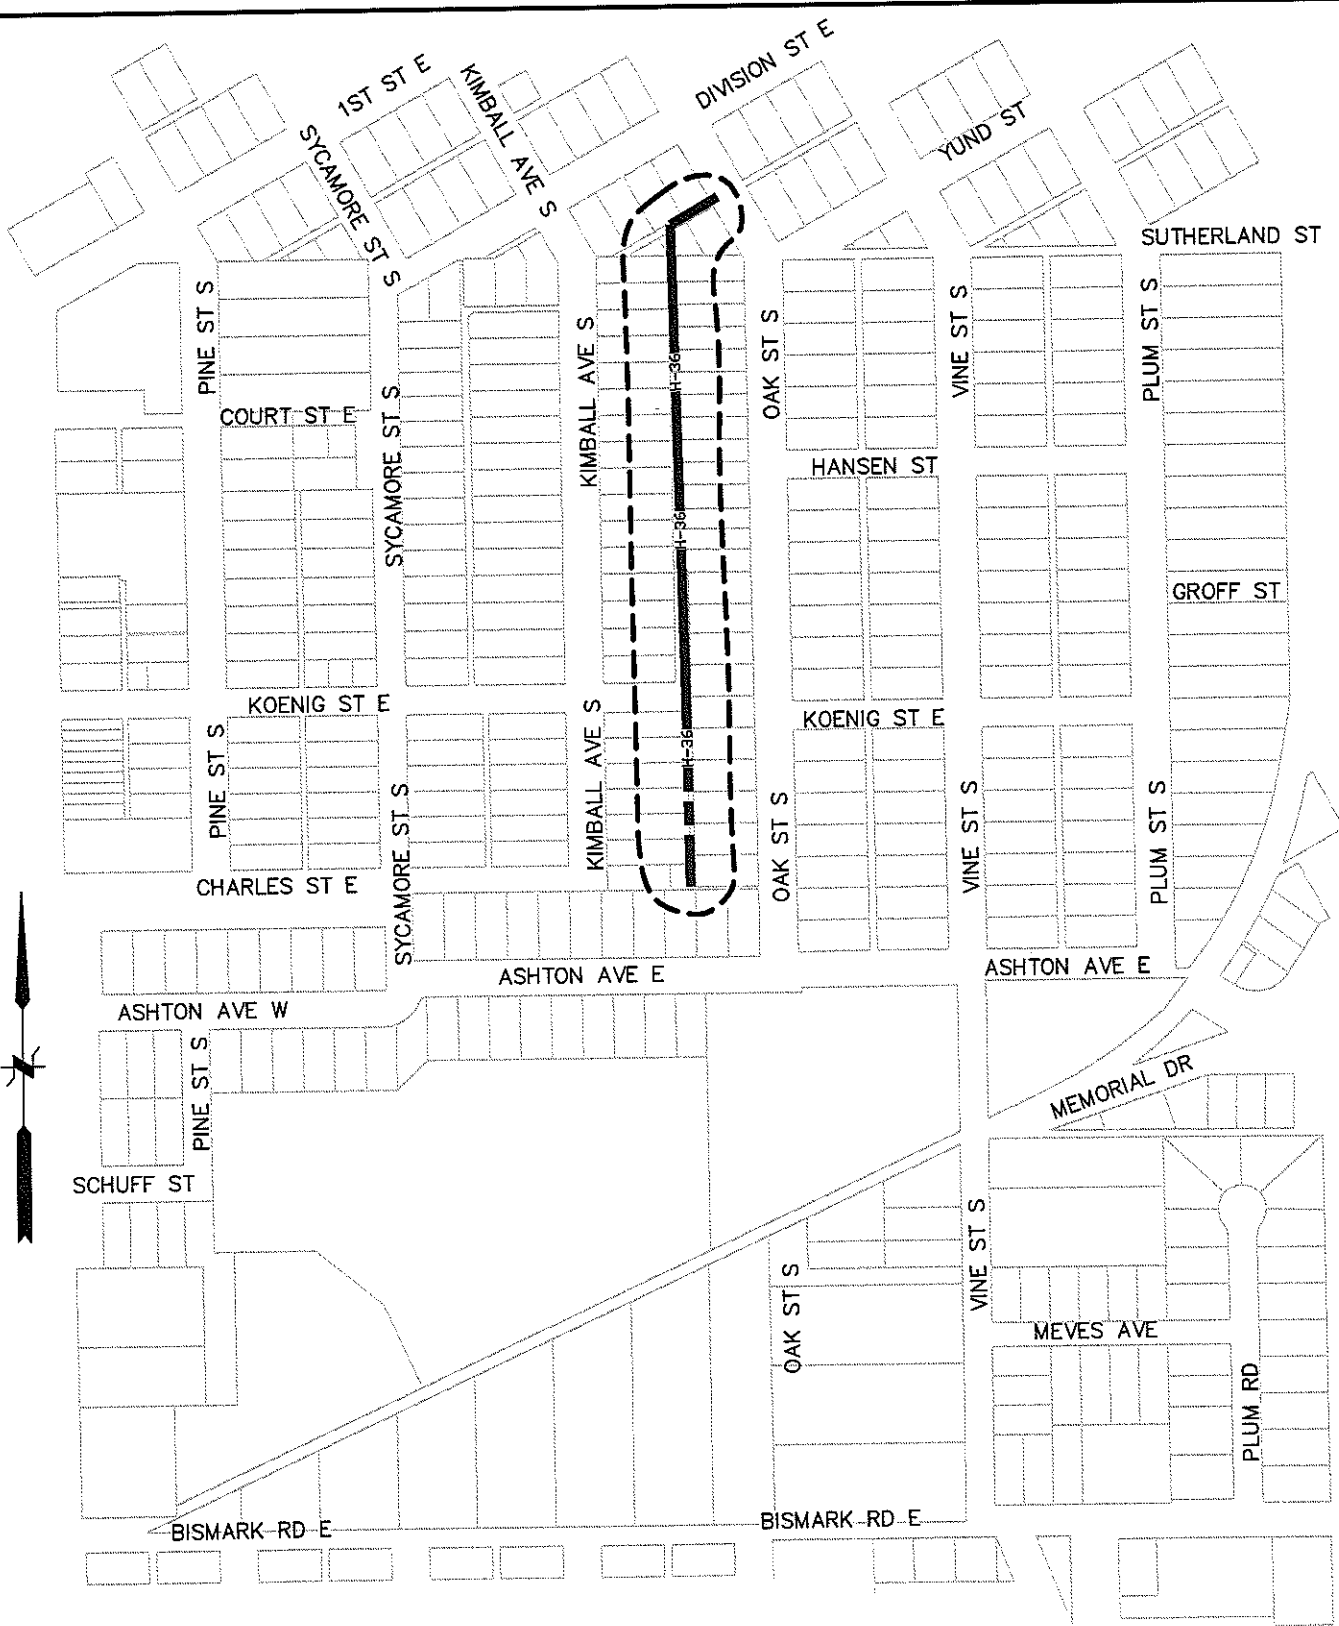 DIVISION ST E
1ST ST E
KIMBALL AVE S
SYCAMORE ST S
YUND ST
SUTHERLAND ST
PINE ST S
KIMBALL AVE S
OAK ST S
VINE ST S
PLUM ST S
H-36
COURT ST E
SYCAMORE ST S
HANSEN ST
H-36
GROFF ST
KOENIG ST E
KOENIG ST E
PINE ST S
KIMBALL AVE S
H-36
SYCAMORE ST S
OAK ST S
VINE ST S
PLUM ST S
CHARLES ST E
ASHTON AVE E
ASHTON AVE E
ASHTON AVE W
PINE ST S
MEMORIAL DR
SCHUFF ST
OAK ST S
VINE ST S
MEVES AVE
PLUM RD
BISMARK RD E
BISMARK RD E